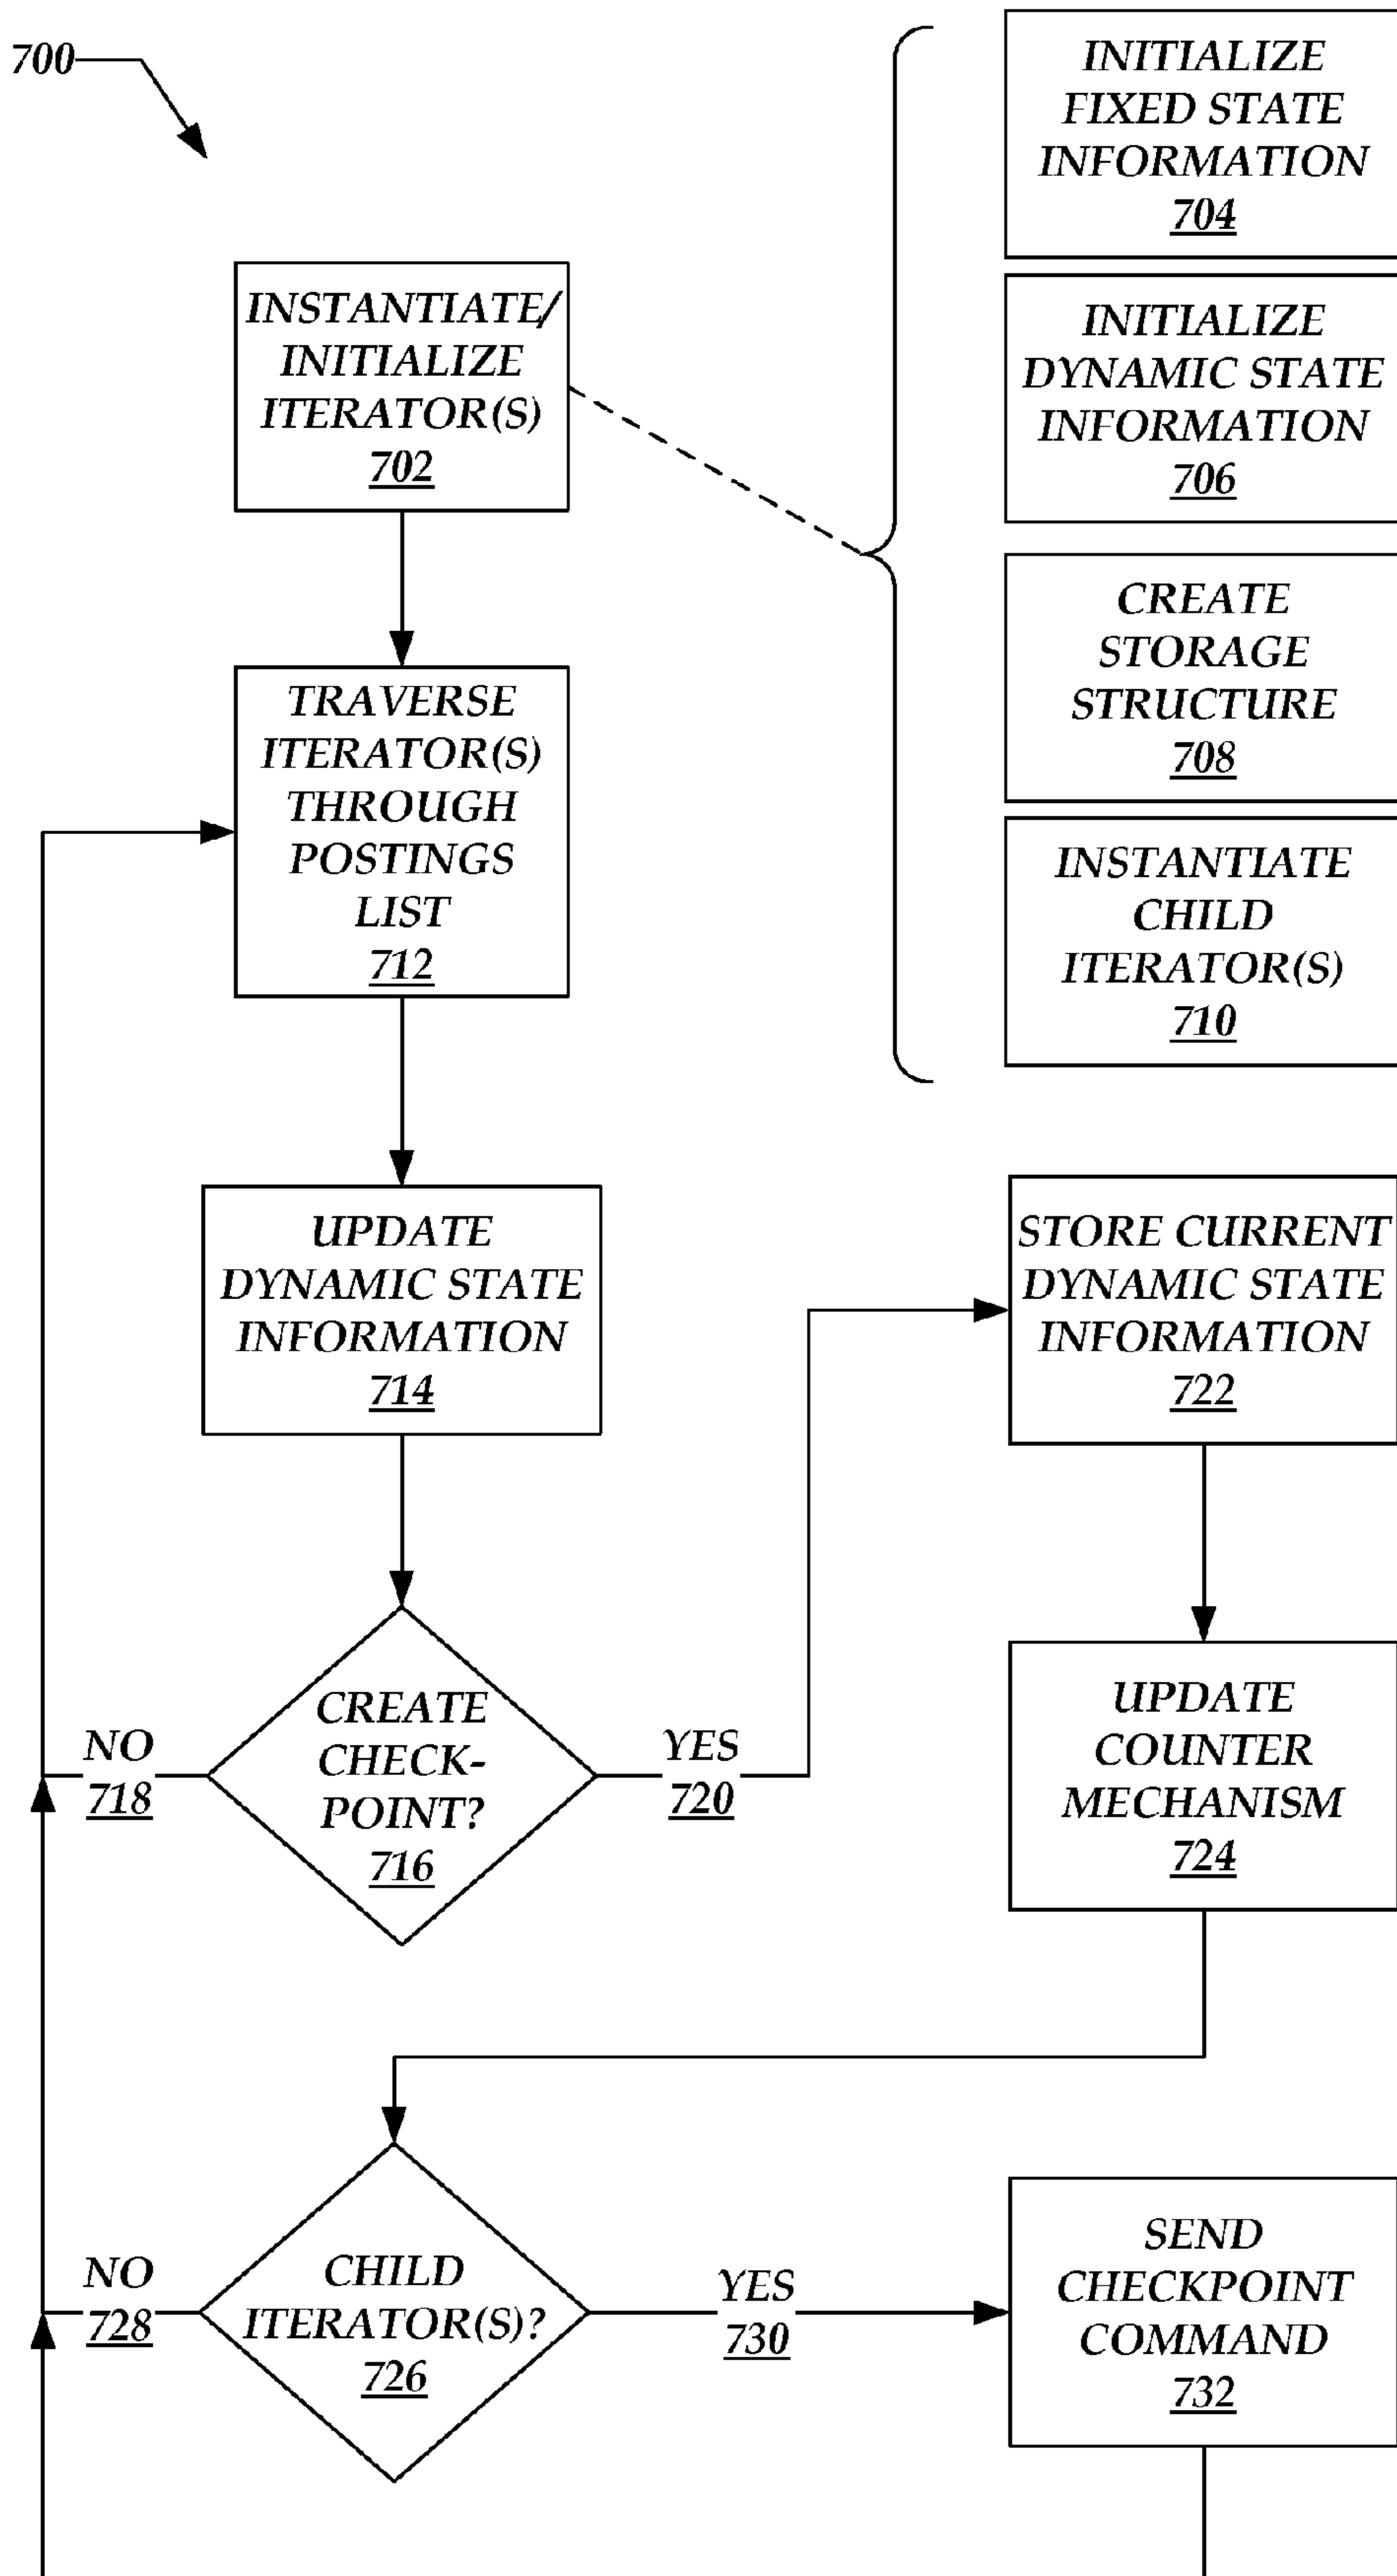 700
INSTANTIATE/
INITIALIZE
ITERATOR(S)
702
INITIALIZE
FIXED STATE
INFORMATION
704
INITIALIZE
DYNAMIC STATE
INFORMATION
706
CREATE
STORAGE
STRUCTURE
708
INSTANTIATE
CHILD
ITERATOR(S)
710
TRAVERSE
ITERATOR(S)
THROUGH
POSTINGS
LIST
712
UPDATE
DYNAMIC STATE
INFORMATION
714
CREATE
CHECK-
POINT?
716
NO
718
YES
720
STORE CURRENT
DYNAMIC STATE
INFORMATION
722
UPDATE
COUNTER
MECHANISM
724
CHILD
ITERATOR(S)?
726
NO
728
YES
730
SEND
CHECKPOINT
COMMAND
732